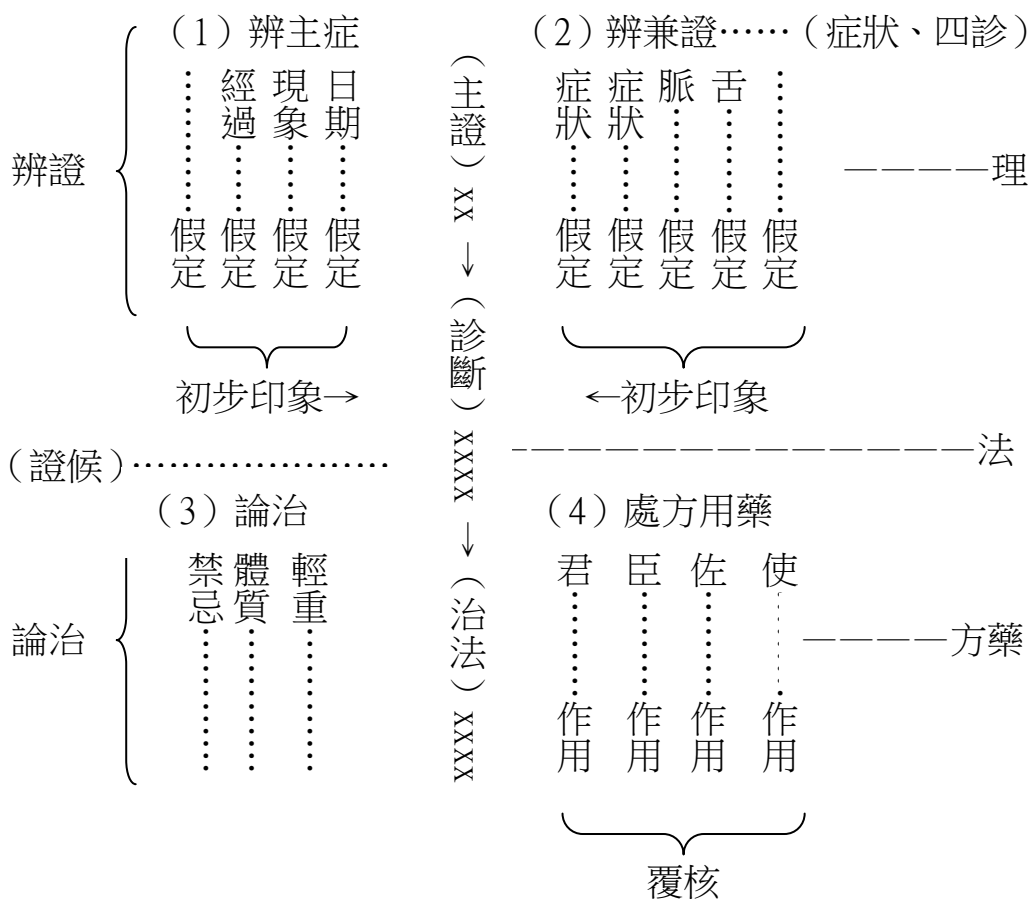 （1）辨主症
（2）辨兼證⋯⋯（症狀、四診）
辨證
日期⋯⋯假定
現象⋯⋯假定
經過⋯⋯假定
⋯⋯假定
初步印象→
（主證）xx→（診斷）xxxx→（治法）xxxx
症狀⋯⋯假定
症狀⋯⋯假定
脈⋯⋯假定
舌⋯⋯假定
⋯⋯假定
←初步印象
————理
（證候）⋯⋯⋯⋯⋯⋯⋯
—————————————法
（3）論治
（4）處方用藥
論治
輕重⋯⋯
體質⋯⋯
禁忌⋯⋯
君⋯⋯作用
臣⋯⋯作用
佐⋯⋯作用
使⋯⋯作用
————方藥
覆核